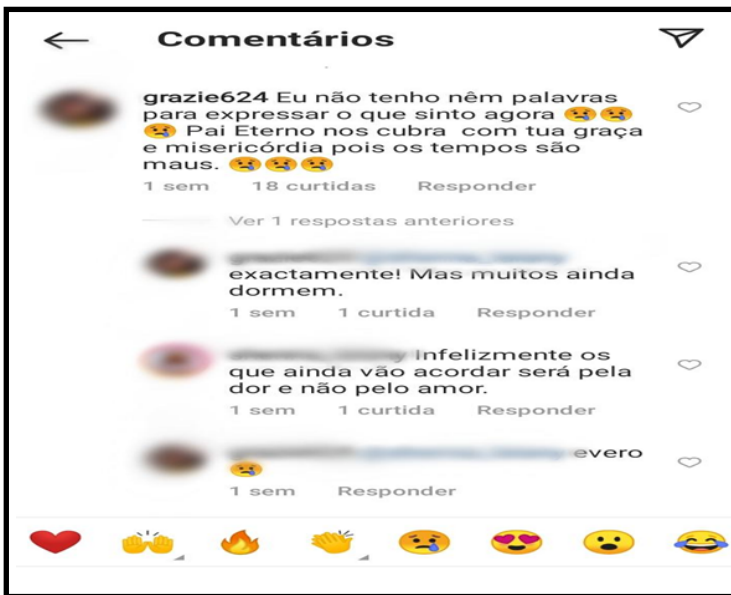 Comentários
grazie624 Eu não tenho nêm palavras
para expressar o que sinto agora 😢😢
😢 Pai Eterno nos cubra com tua graça
e misericórdia pois os tempos são
maus. 😢😢😢
1 sem 18 curtidas Responder
Ver 1 respostas anteriores
exactamente! Mas muitos ainda
dormem.
1 sem 1 curtida Responder
Infelizmente os
que ainda vão acordar será pela
dor e não pelo amor.
1 sem 1 curtida Responder
evero
😢
1 sem Responder